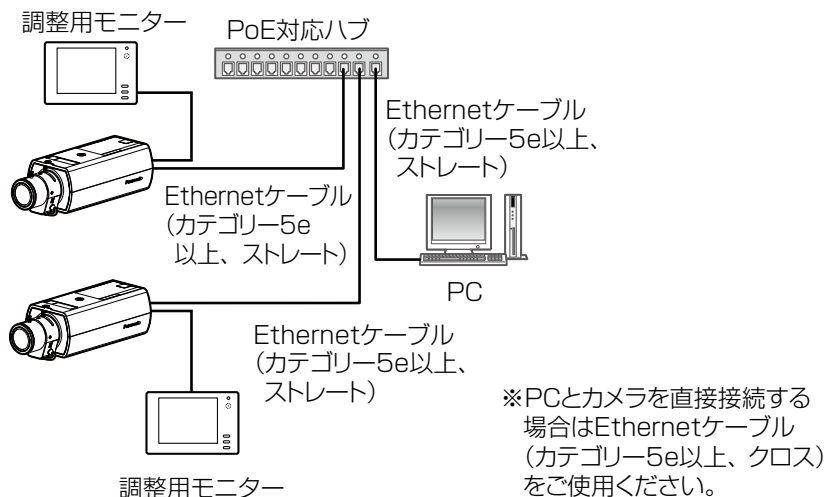 調整用モニター
PoE対応ハブ
Ethernetケーブル
（カテゴリー5e以上、
ストレート）
Ethernetケーブル
（カテゴリー5e
以上、ストレート）
PC
Ethernetケーブル
（カテゴリー5e以上、
ストレート）
調整用モニター
※PCとカメラを直接接続する
場合はEthernetケーブル
（カテゴリー5e以上、クロス）
をご使用ください。